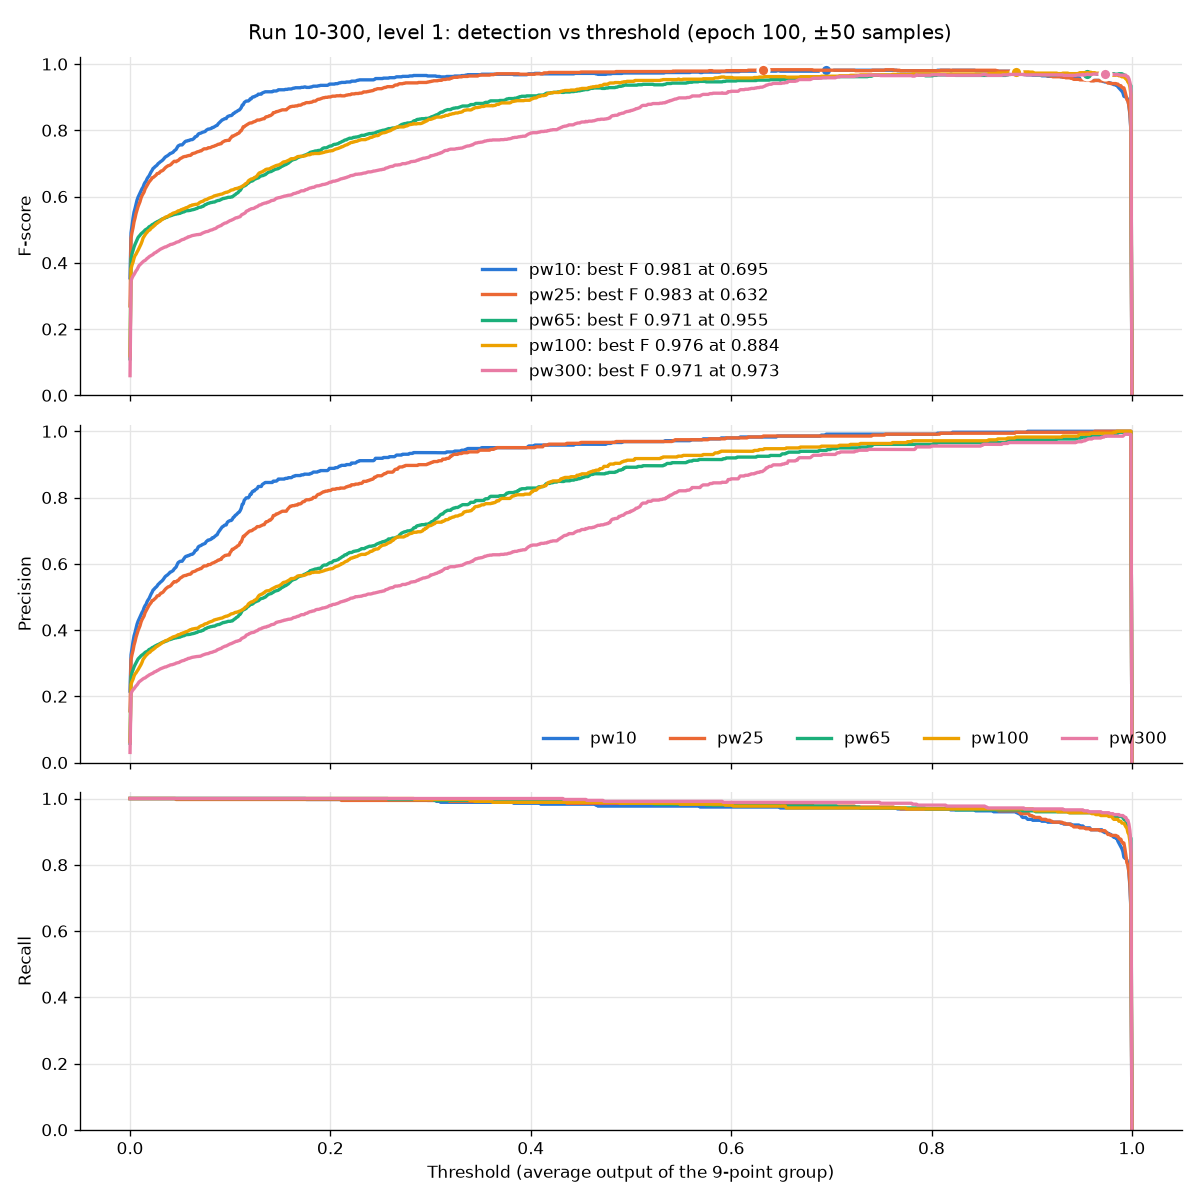 Run 10-300, level 1: detection vs threshold (epoch 100, ±50 samples)
1.0
0.8
0.6
0.4
0.2
0.0
F-score
pw10: best F 0.981 at 0.695
pw25: best F 0.983 at 0.632
pw65: best F 0.971 at 0.955
pw100: best F 0.976 at 0.884
pw300: best F 0.971 at 0.973
1.0
0.8
0.6
0.4
0.2
0.0
Precision
pw10 pw25 pw65 pw100 pw300
1.0
0.8
0.6
0.4
0.2
0.0
Recall
0.0 0.2 0.4 0.6 0.8 1.0
Threshold (average output of the 9-point group)